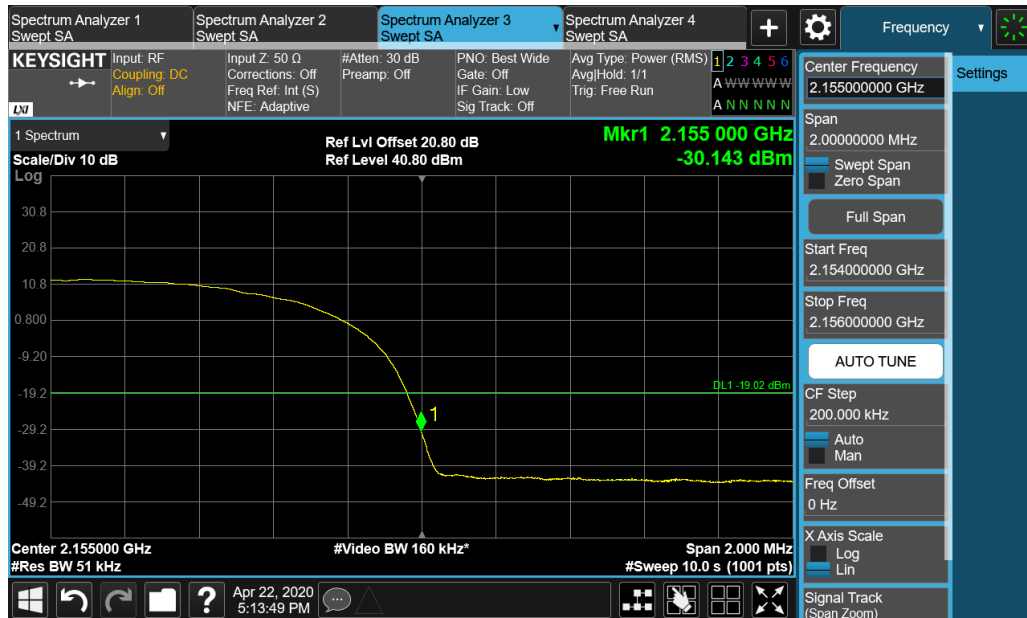 Spectrum Analyzer 1
Swept SA
Spectrum Analyzer 2
Swept SA
Spectrum Analyzer 3
Swept SA
Spectrum Analyzer 4
Swept SA
+
Frequency
KEYSIGHT
LXI
Input: RF
Coupling: DC
Align: Off
Input Z: 50 Ω
Corrections: Off
Freq Ref: Int (S)
NFE: Adaptive
#Atten: 30 dB
Preamp: Off
PNO: Best Wide
Gate: Off
IF Gain: Low
Sig Track: Off
Avg Type: Power (RMS)
Avg|Hold: 1/1
Trig: Free Run
1 2 3 4 5 6
A W W W W W
A N N N N N
1 Spectrum
Scale/Div 10 dB
Log
Ref Lvl Offset 20.80 dB
Ref Level 40.80 dBm
Mkr1 2.155 000 GHz
-30.143 dBm
30.8
20.8
10.8
0.800
-9.20
-19.2
-29.2
-39.2
-49.2
DL1 -19.02 dBm
1
Center 2.155000 GHz
#Res BW 51 kHz
#Video BW 160 kHz*
Span 2.000 MHz
#Sweep 10.0 s (1001 pts)
Center Frequency
2.155000000 GHz
Settings
Span
2.00000000 MHz
Swept Span
Zero Span
Full Span
Start Freq
2.154000000 GHz
Stop Freq
2.156000000 GHz
AUTO TUNE
CF Step
200.000 kHz
Auto
Man
Freq Offset
0 Hz
X Axis Scale
Log
Lin
Signal Track
(Span Zoom)
?
Apr 22, 2020
5:13:49 PM